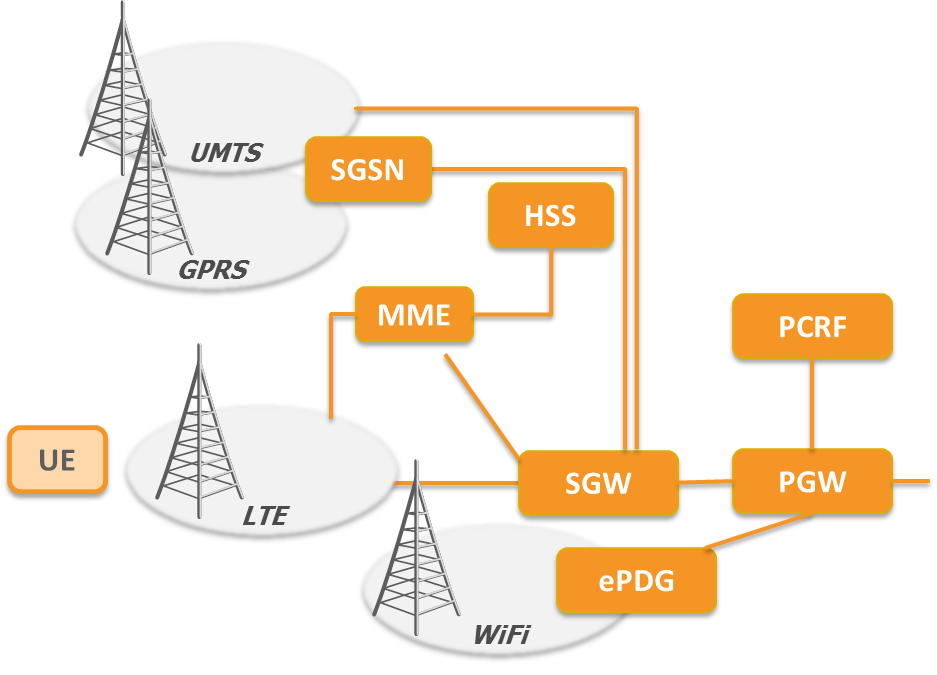 UMTS
SGSN
HSS
GPRS
MME
PCRF
UE
SGW
PGW
LTE
ePDG
WiFi